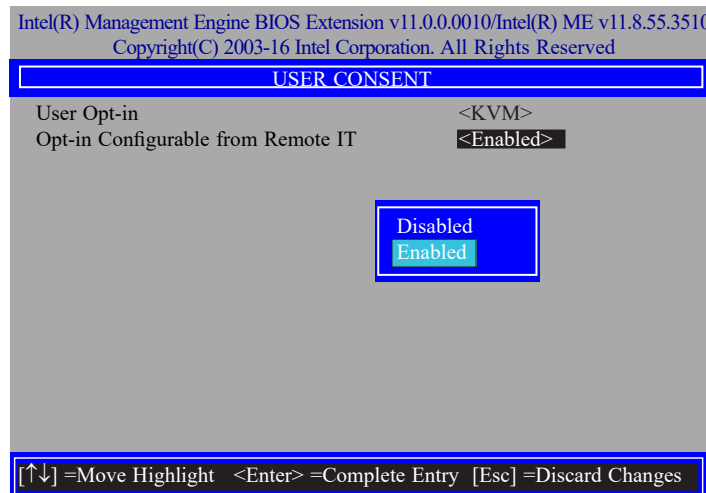 Intel(R) Management Engine BIOS Extension v11.0.0.0010/Intel(R) ME v11.8.55.3510
Copyright(C) 2003-16 Intel Corporation. All Rights Reserved
USER CONSENT
User Opt-in <KVM>
Opt-in Configurable from Remote IT <Enabled>
Disabled
Enabled
[↑↓] =Move Highlight <Enter> =Complete Entry [Esc] =Discard Changes